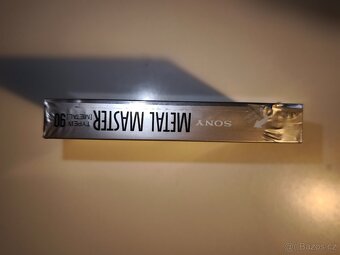 SONY
METAL MASTER
TYPE IV
(METAL)
90
Bazos.cz